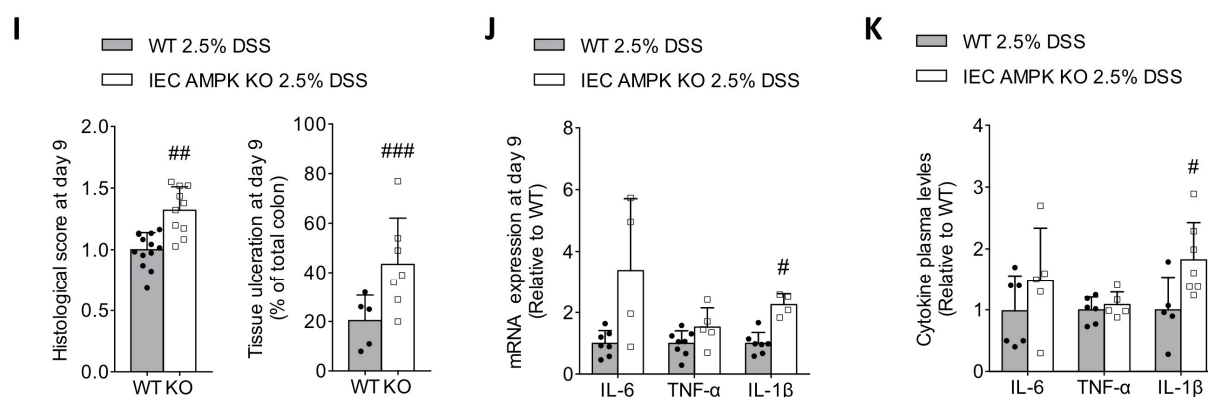 I
WT 2.5% DSS
IEC AMPK KO 2.5% DSS
Histological score at day 9
2.0
1.5
1.0
0.5
0.0
##
WT KO
Tissue ulceration at day 9
(% of total colon)
100
80
60
40
20
0
###
WT KO
J
WT 2.5% DSS
IEC AMPK KO 2.5% DSS
mRNA expression at day 9
(Relative to WT)
8
6
4
2
0
#
IL-6 TNF-α IL-1β
K
WT 2.5% DSS
IEC AMPK KO 2.5% DSS
Cytokine plasma levles
(Relative to WT)
4
3
2
1
0
#
IL-6 TNF-α IL-1β